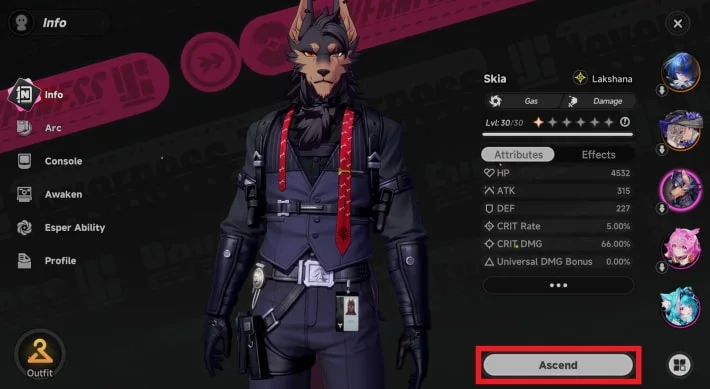 Info
Info
Arc
Console
Awaken
Esper Ability
Profile
Outfit
Skia
Lakshana
Gas
Damage
Lvl: 30/30
Attributes
Effects
HP 4532
ATK 315
DEF 227
CRIT Rate 5.00%
CRIT DMG 66.00%
Universal DMG Bonus 0.00%
•••
Ascend